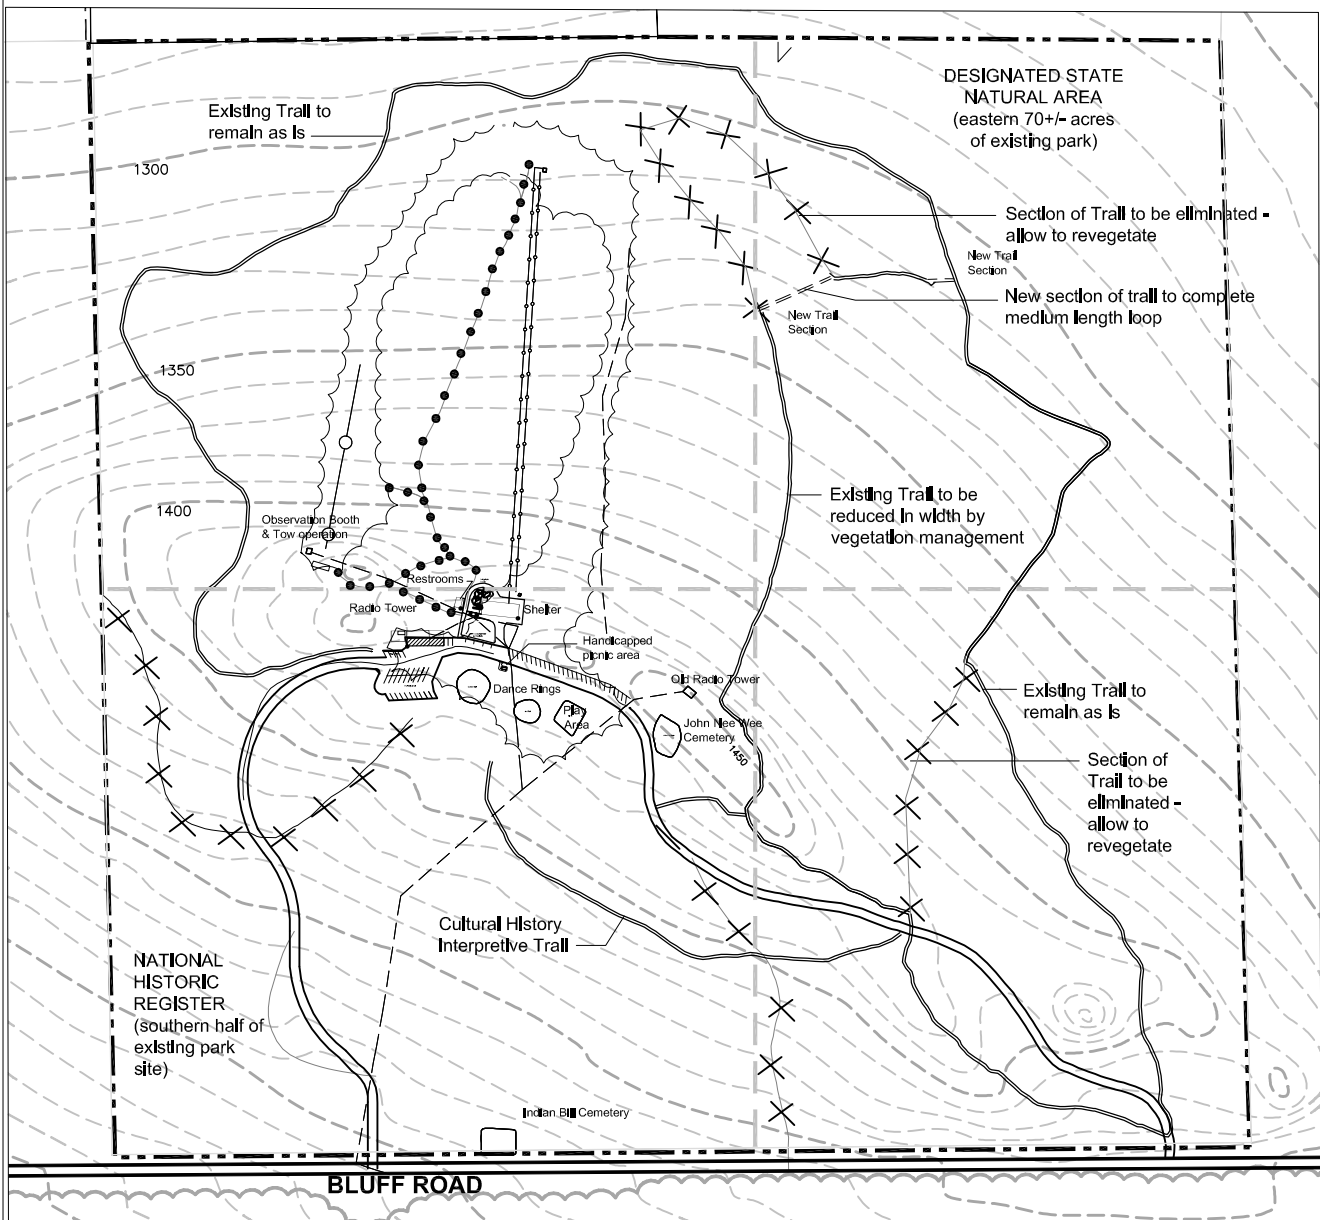 DESIGNATED STATE
NATURAL AREA
(eastern 70+/- acres
of existing park)
Existing Trail to
remain as is
1300
Section of Trail to be eliminated -
allow to revegetate
New Trail
Section
New section of trail to complete
medium length loop
New Trail
Section
1350
Existing Trail to be
reduced in width by
vegetation management
1400
Observation Booth
& Tow operation
Restrooms
Radio Tower
Shelter
Handicapped
picnic area
Old Radio Tower
Dance Rings
Play
Area
John Nee Wee
Cemetery
1450
Existing Trail to
remain as is
Section of
Trail to be
eliminated -
allow to
revegetate
Cultural History
Interpretive Trail
NATIONAL
HISTORIC
REGISTER
(southern half of
existing park
site)
Indian Bill Cemetery
BLUFF ROAD